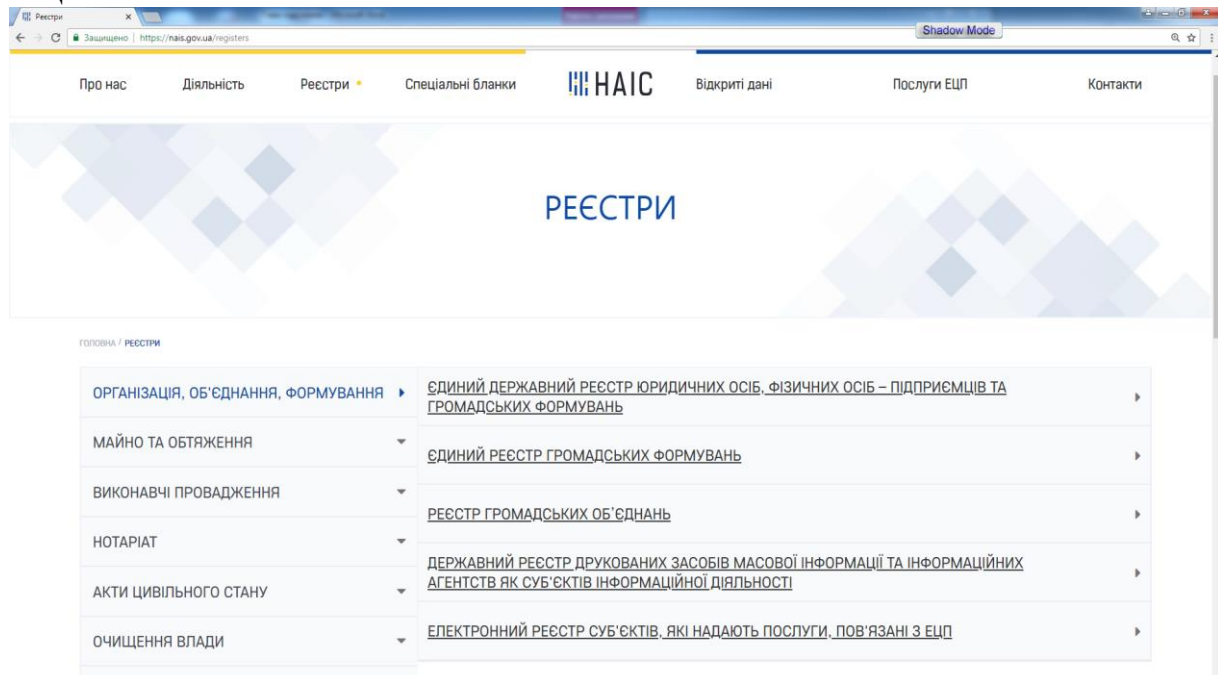 Реєстри
Shadow Mode
Защищено | https://nais.gov.ua/registers
Про нас Діяльність Реєстри Спеціальні бланки НАІС Відкриті дані Послуги ЕЦП Контакти
РЕЄСТРИ
ГОЛОВНА / РЕЄСТРИ
ОРГАНІЗАЦІЯ, ОБ'ЄДНАННЯ, ФОРМУВАННЯ
МАЙНО ТА ОБТЯЖЕННЯ
ВИКОНАВЧІ ПРОВАДЖЕННЯ
НОТАРІАТ
АКТИ ЦИВІЛЬНОГО СТАНУ
ОЧИЩЕННЯ ВЛАДИ
ЄДИНИЙ ДЕРЖАВНИЙ РЕЄСТР ЮРИДИЧНИХ ОСІБ, ФІЗИЧНИХ ОСІБ – ПІДПРИЄМЦІВ ТА
ГРОМАДСЬКИХ ФОРМУВАНЬ
ЄДИНИЙ РЕЄСТР ГРОМАДСЬКИХ ФОРМУВАНЬ
РЕЄСТР ГРОМАДСЬКИХ ОБ'ЄДНАНЬ
ДЕРЖАВНИЙ РЕЄСТР ДРУКОВАНИХ ЗАСОБІВ МАСОВОЇ ІНФОРМАЦІЇ ТА ІНФОРМАЦІЙНИХ
АГЕНТСТВ ЯК СУБ'ЄКТІВ ІНФОРМАЦІЙНОЇ ДІЯЛЬНОСТІ
ЕЛЕКТРОННИЙ РЕЄСТР СУБ'ЄКТІВ, ЯКІ НАДАЮТЬ ПОСЛУГИ, ПОВ'ЯЗАНІ З ЕЦП